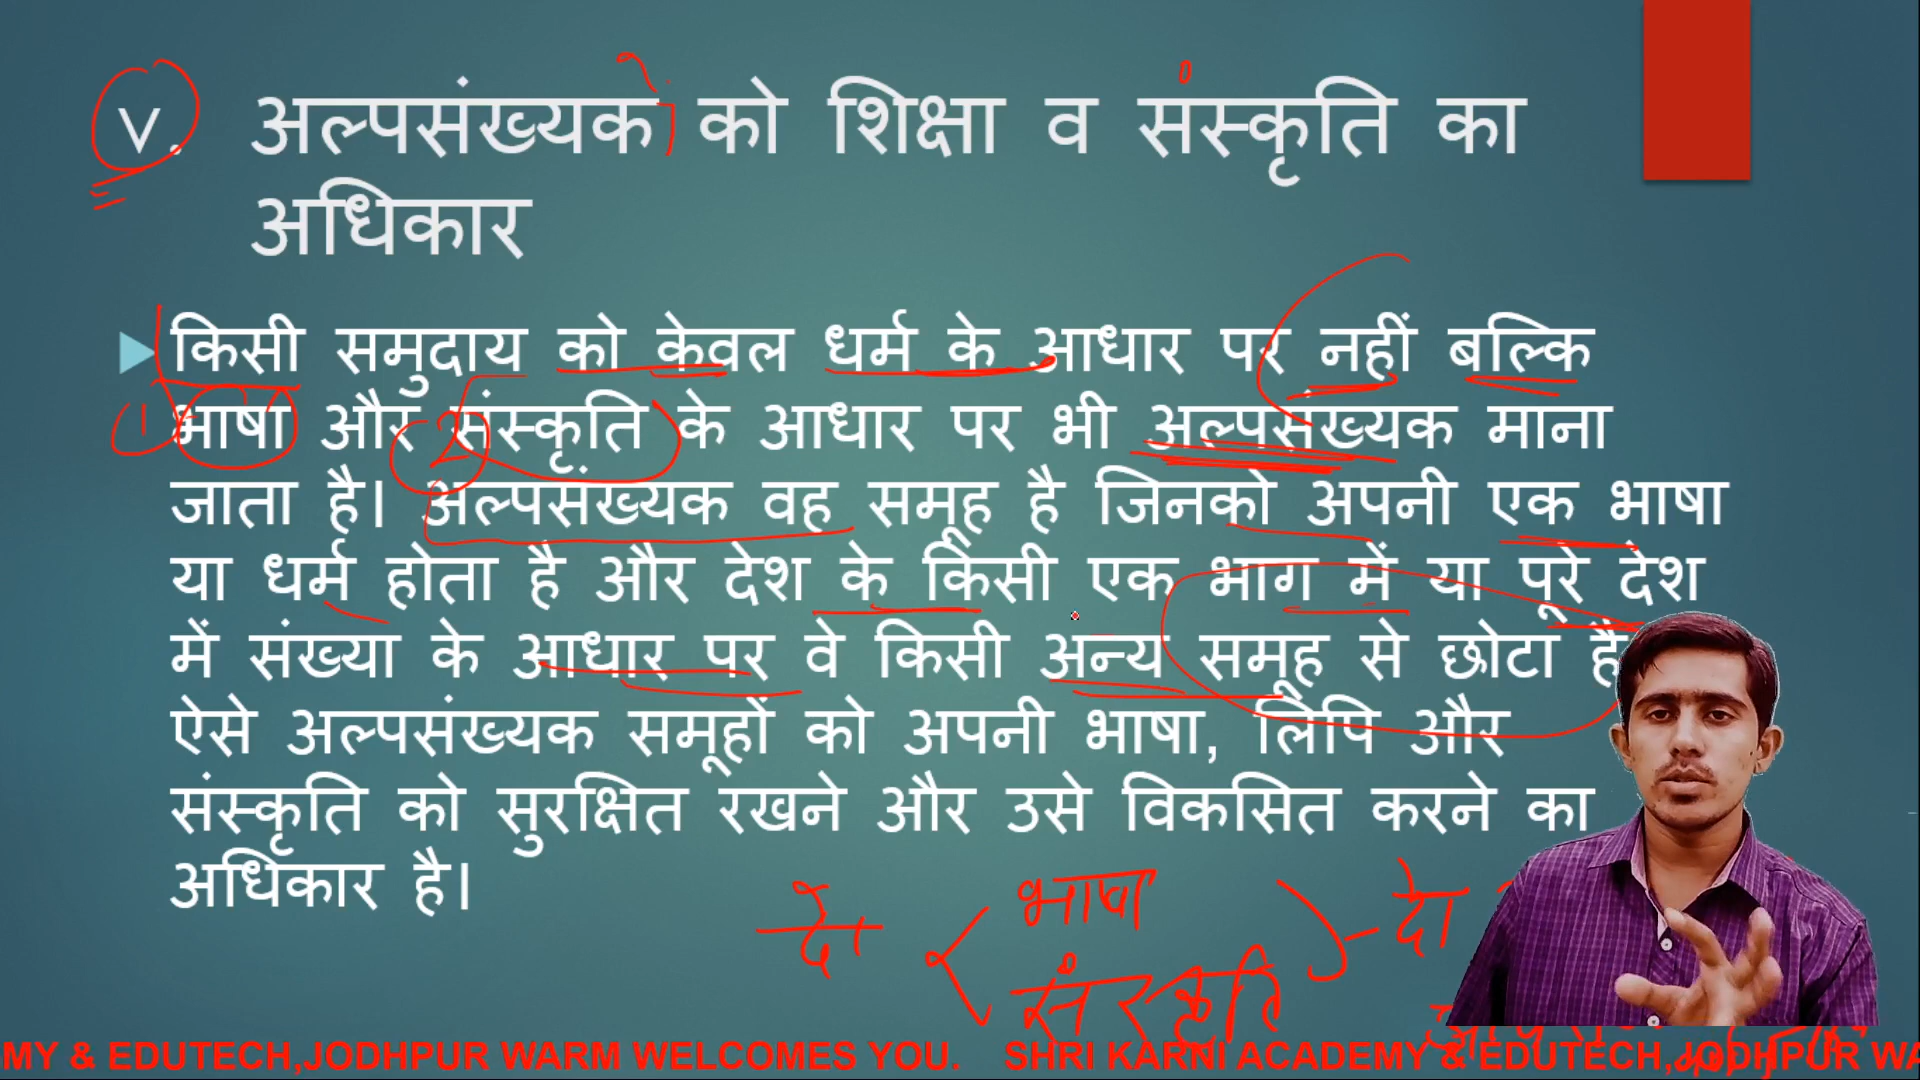 v. अल्पसंख्यक को शिक्षा व संस्कृति का
अधिकार
किसी समुदाय को केवल धर्म के आधार पर नहीं बल्कि
भाषा और संस्कृति के आधार पर भी अल्पसंख्यक माना
जाता है। अल्पसंख्यक वह समूह है जिनको अपनी एक भाषा
या धर्म होता है और देश के किसी एक भाग में या पूरे देश
में संख्या के आधार पर वे किसी अन्य समूह से छोटा है
ऐसे अल्पसंख्यक समूहों को अपनी भाषा, लिपि और
संस्कृति को सुरक्षित रखने और उसे विकसित करने का
अधिकार है।
1
2
दो भाषा दो
संस्कृति
MY & EDUTECH,JODHPUR WARM WELCOMES YOU. SHRI KARNI ACADEMY & EDUTECH,JODHPUR WA